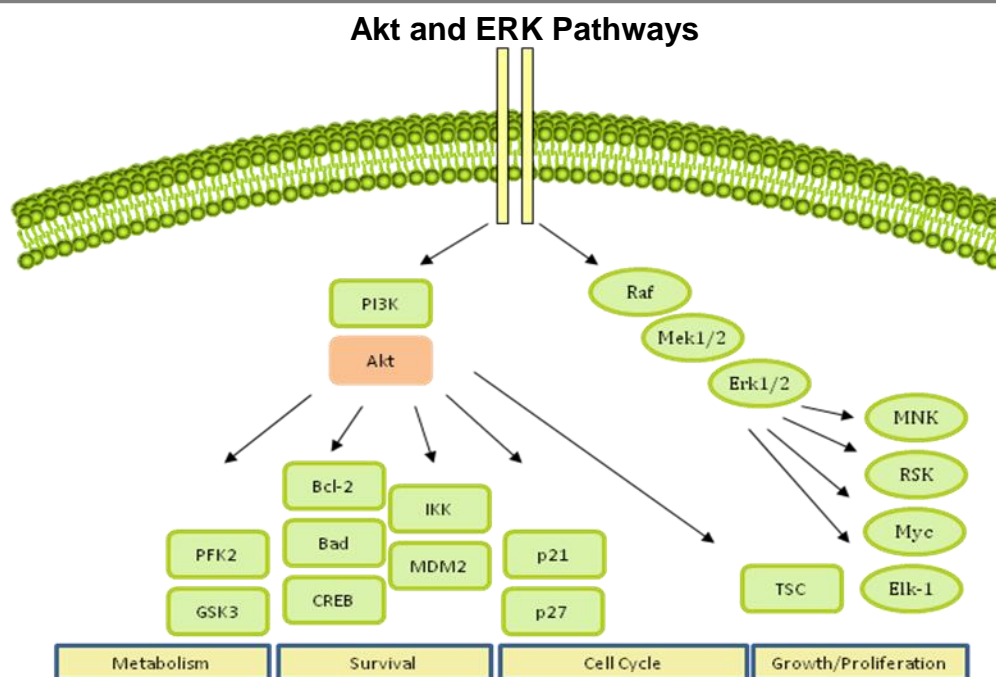 Akt and ERK Pathways
PI3K
Akt
Raf
Mek1/2
Erk1/2
MNK
RSK
Myc
Elk-1
Bcl-2
Bad
CREB
IKK
MDM2
PFK2
GSK3
p21
p27
TSC
Metabolism
Survival
Cell Cycle
Growth/Proliferation